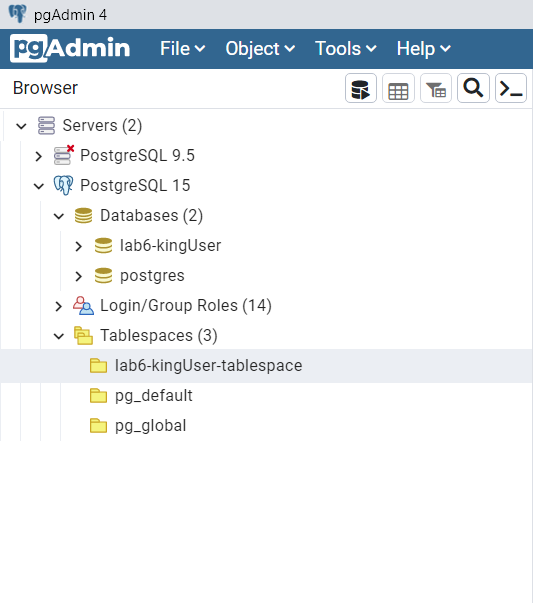 pgAdmin 4
pgAdmin File Object Tools Help
Browser
Servers (2)
PostgreSQL 9.5
PostgreSQL 15
Databases (2)
lab6-kingUser
postgres
Login/Group Roles (14)
Tablespaces (3)
lab6-kingUser-tablespace
pg_default
pg_global